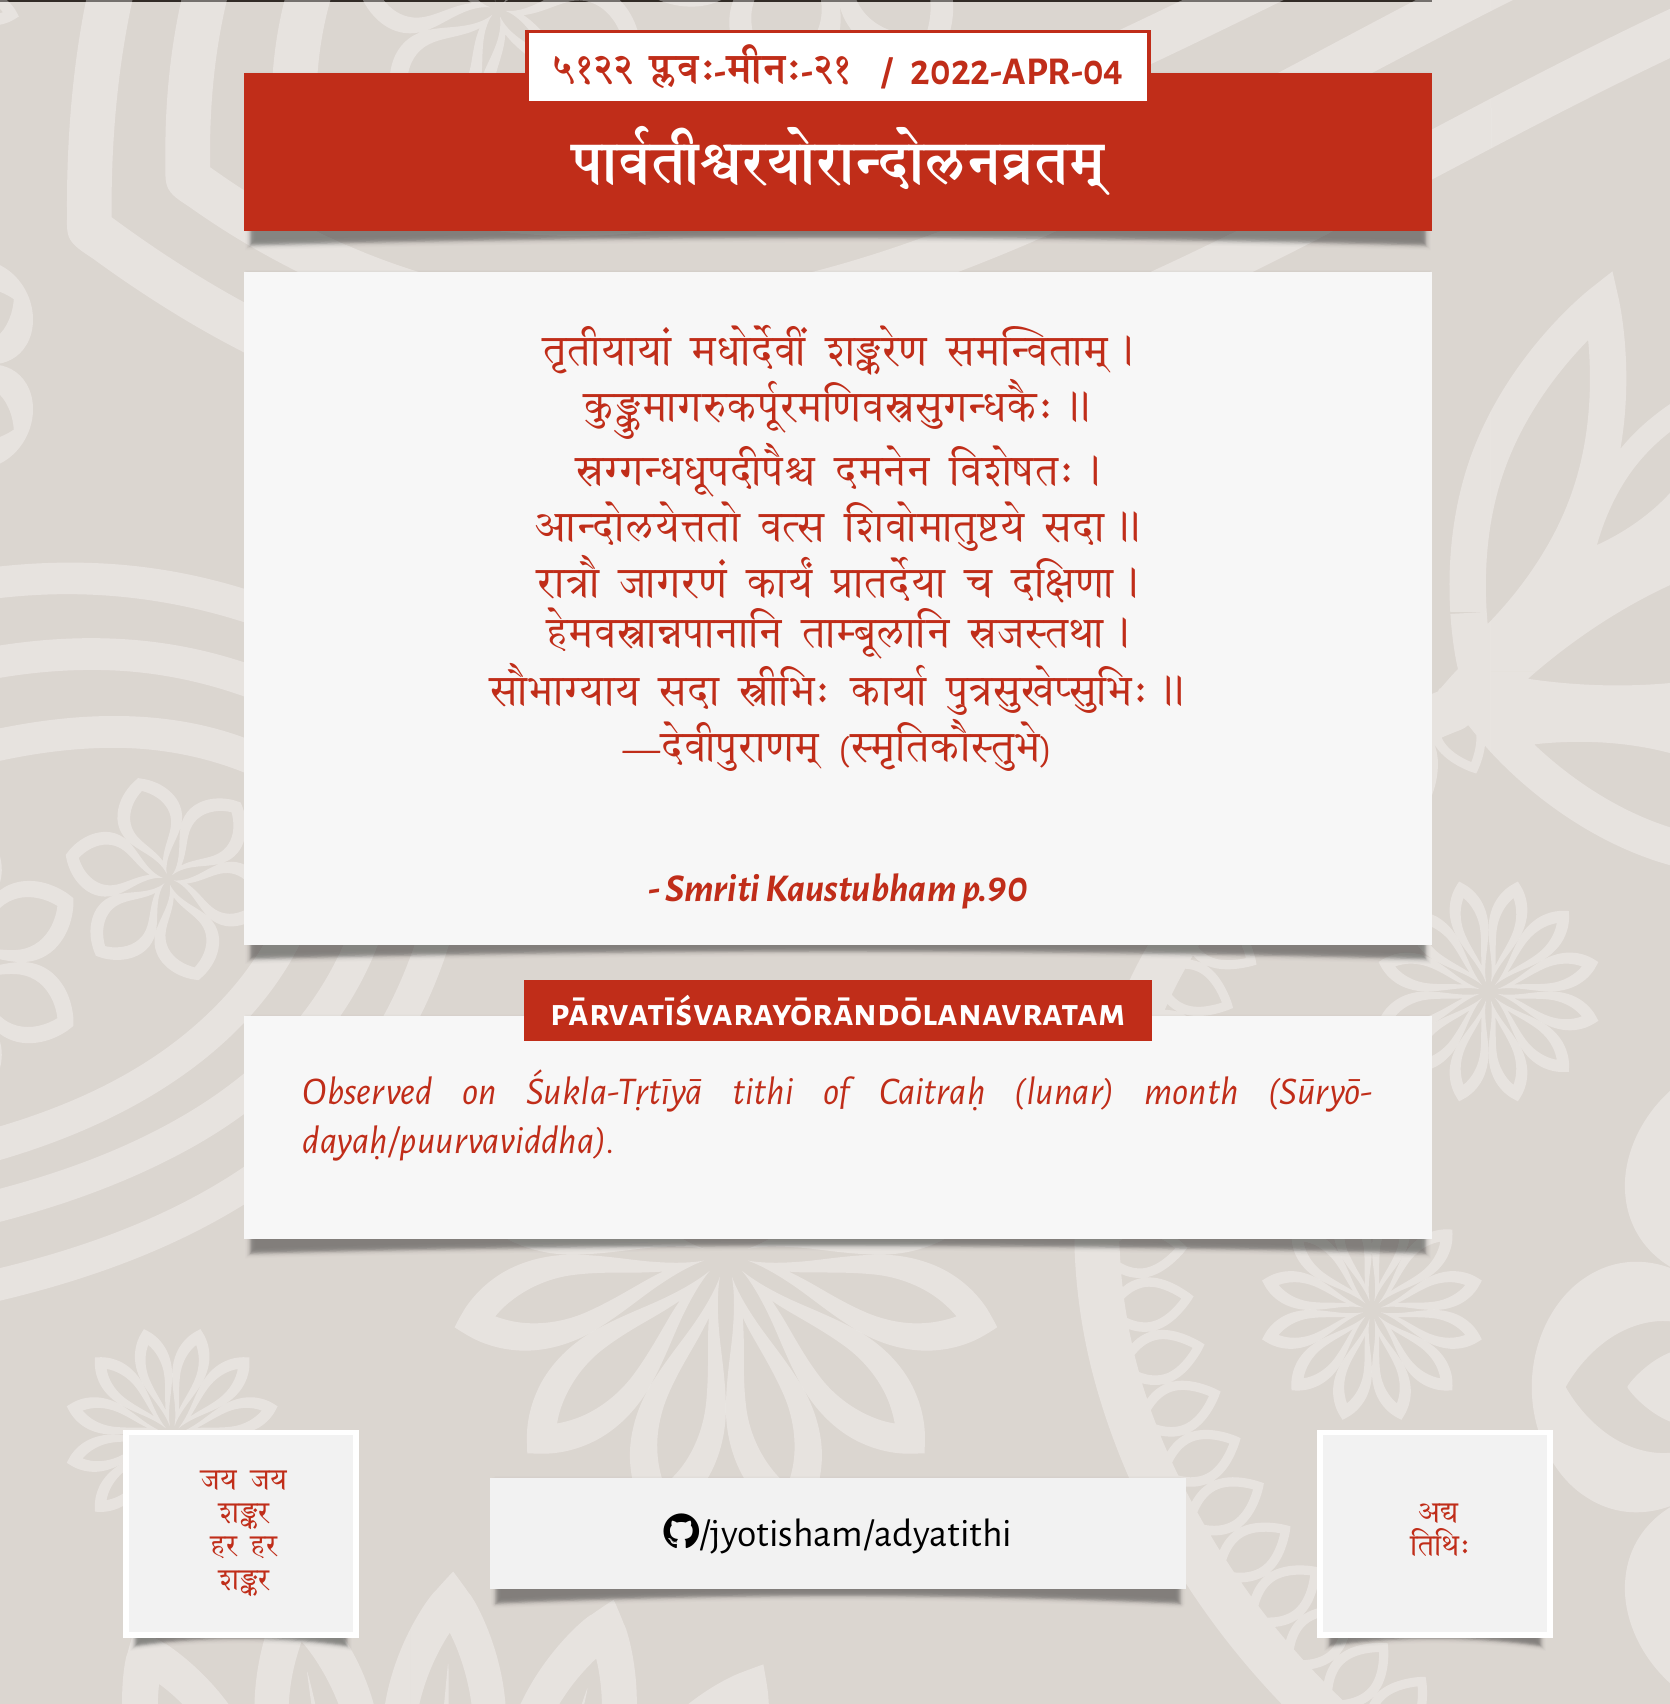 ५१२२ प्लवः-मीनः-२१ / 2022-APR-04
पार्वतीश्वरयोरान्दोलनव्रतम्
तृतीयायां मधोर्देवीं शङ्करेण समन्विताम्।
कुङ्कुमागरुकर्पूरमणिवस्त्रसुगन्धकैः ॥
स्रग्गन्धधूपदीपैश्च दमनेन विशेषतः ।
आन्दोलयेत्ततो वत्स शिवोमातुष्टये सदा॥
रात्रौ जागरणं कार्यं प्रातर्देया च दक्षिणा।
हेमवस्त्रान्नपानानि ताम्बूलानि स्रजस्तथा ।
सौभाग्याय सदा स्त्रीभिः कार्या पुत्रसुखेप्सुभिः ॥
—देवीपुराणम् (स्मृतिकौस्तुभे)
- Smriti Kaustubham p.90
PĀRVATĪŚVARAYŌRĀNDŌLANAVRATAM
Observed on Śukla-Tṛtīyā tithi of Caitraḥ (lunar) month (Sūryō-
dayaḥ/puurvaviddha).
जय जय
शङ्कर
हर हर
शङ्कर
/jyotisham/adyatithi
अद्य
तिथिः